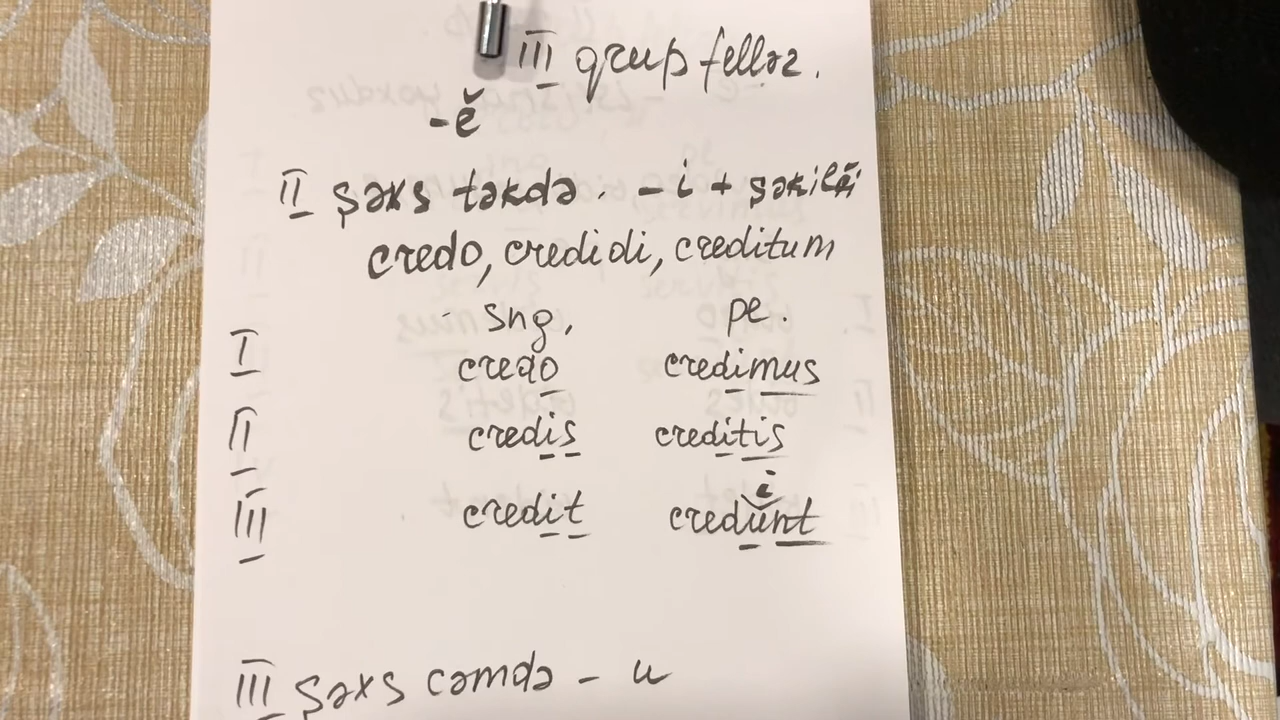 III qrup fellər.
-ĕ
II şəxs təkdə. -i + şəkilçi
credo, credidi, creditum
sng, pe.
I credo credimus
II credis creditis
i
III credit credunt
III şəxs cəmdə - u